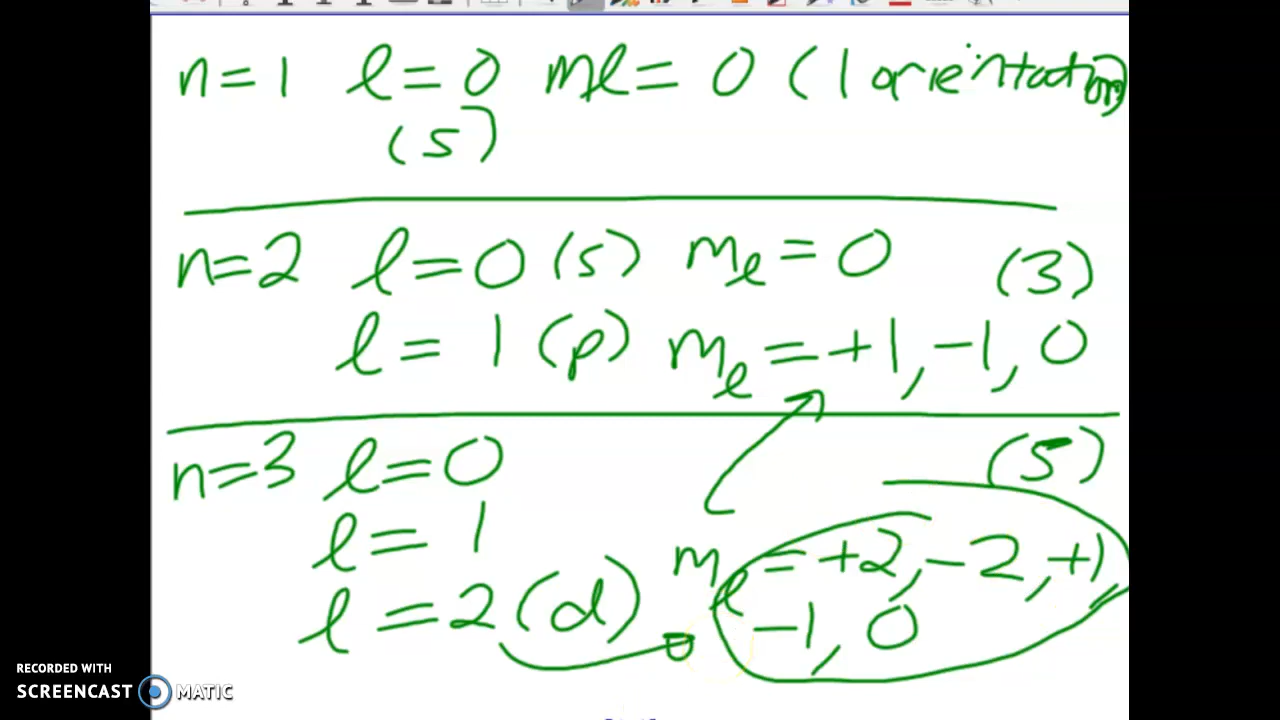 n=1 l=0 ml=0 (1 orientation)
(s)
n=2 l=0 (s) ml=0 (3)
l=1 (p) ml=+1,-1,0
n=3 l=0 (5)
l=1
l=2 (d) ml=+2,-2,+1,
-1,0
RECORDED WITH
SCREENCAST MATIC